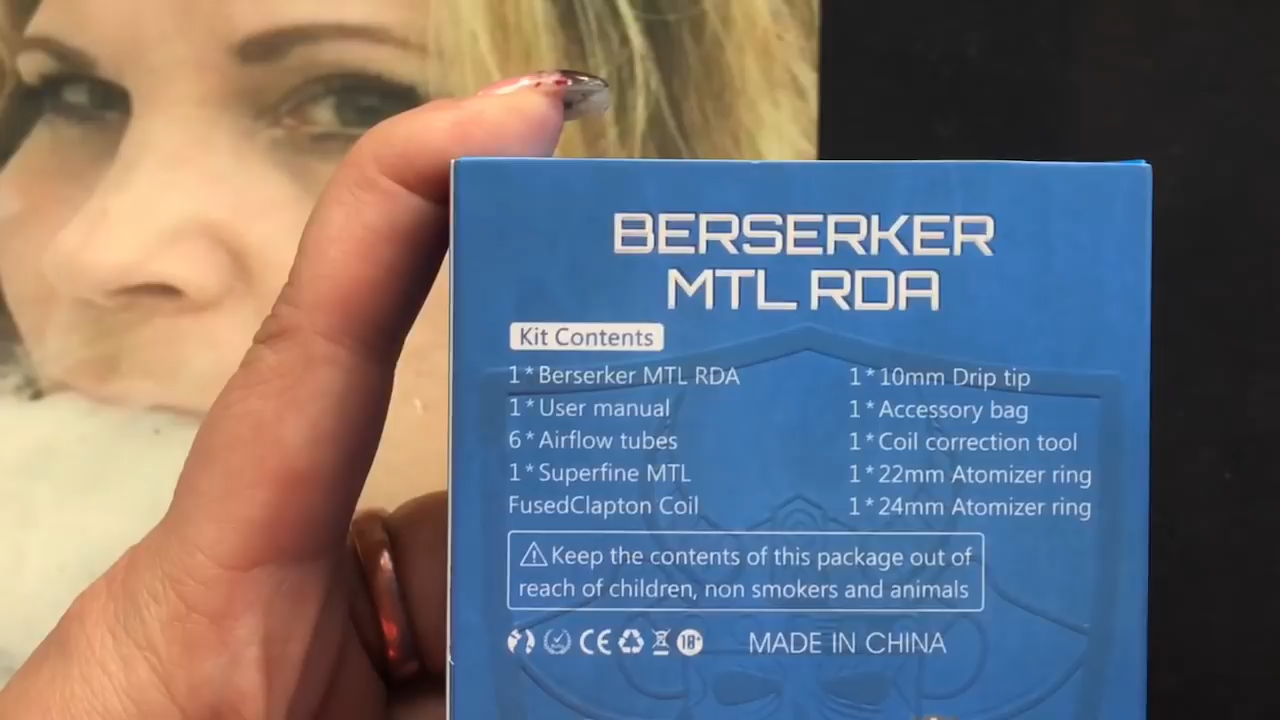 BERSERKER
MTL RDA
Kit Contents
1*Berserker MTL RDA
1*User manual
6*Airflow tubes
1*Superfine MTL
FusedClapton Coil
1*10mm Drip tip
1*Accessory bag
1*Coil correction tool
1*22mm Atomizer ring
1*24mm Atomizer ring
Keep the contents of this package out of
reach of children, non smokers and animals
CE 18+ MADE IN CHINA